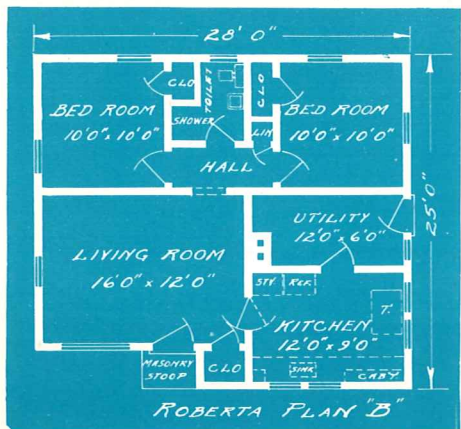 28'0"
CLO
TOILET
CLO
BED ROOM
10'0" x 10'0"
SHOWER
LIN
BED ROOM
10'0" x 10'0"
HALL
25'0"
UTILITY
12'0" x 6'0"
LIVING ROOM
16'0" x 12'0"
STV.
REF.
KITCHEN
12'0" x 9'0"
T.
MASONRY
STOOP
CLO
SINK
CABT
ROBERTA PLAN "B"